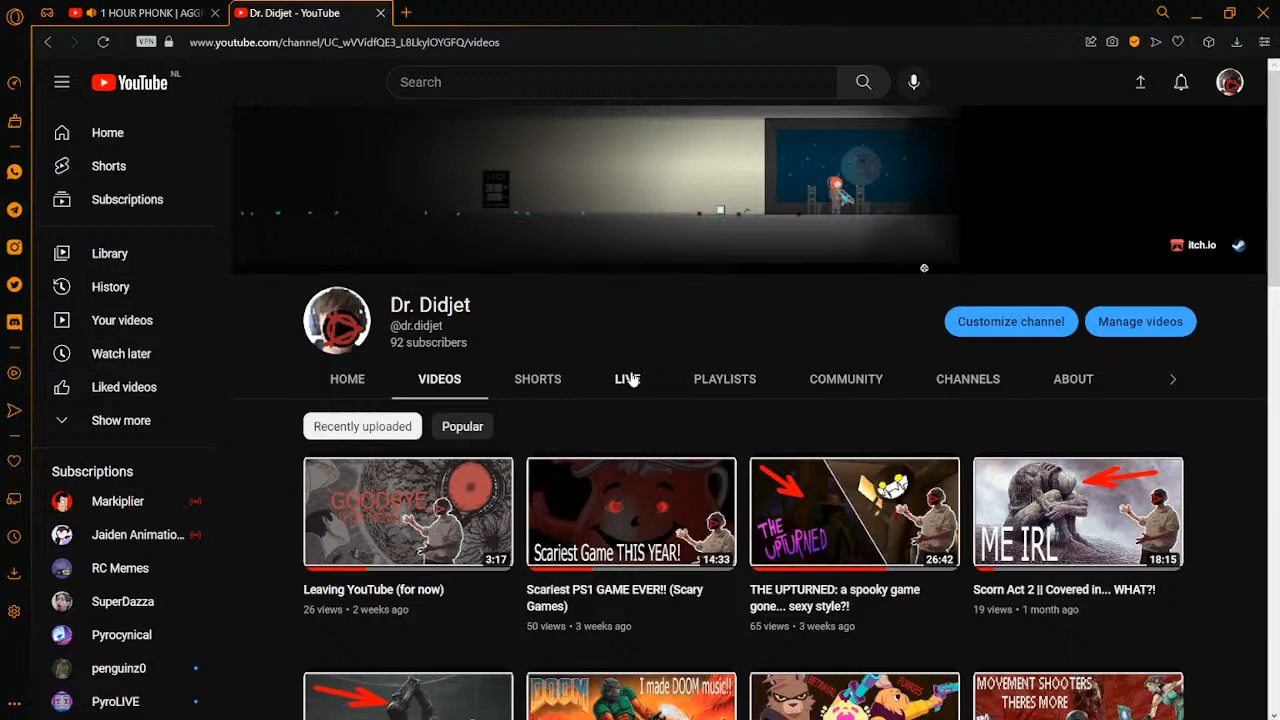 1 HOUR PHONK | AGG
Dr. Didjet - YouTube
VPN
www.youtube.com/channel/UC_wVVidfQE3_L8LkylOYGFQ/videos
YouTube NL
Search
Home
Shorts
Subscriptions
Library
History
Your videos
Watch later
Liked videos
Show more
Subscriptions
Markiplier
Jaiden Animatio...
RC Memes
SuperDazza
Pyrocynical
penguinz0
PyroLIVE
itch.io
Dr. Didjet
@dr.didjet
92 subscribers
Customize channel
Manage videos
HOME
VIDEOS
SHORTS
LIVE
PLAYLISTS
COMMUNITY
CHANNELS
ABOUT
Recently uploaded
Popular
GOODBYE
3:17
Leaving YouTube (for now)
26 views • 2 weeks ago
Scariest Game THIS YEAR!
14:33
Scariest PS1 GAME EVER!! (Scary
Games)
50 views • 3 weeks ago
THE
UPTURNED
26:42
THE UPTURNED: a spooky game
gone... sexy style?!
65 views • 3 weeks ago
ME IRL
18:15
Scorn Act 2 || Covered in... WHAT?!
19 views • 1 month ago
DOOM
I made DOOM music!!
BETRAYAL
MOVEMENT SHOOTERS
THERES MORE